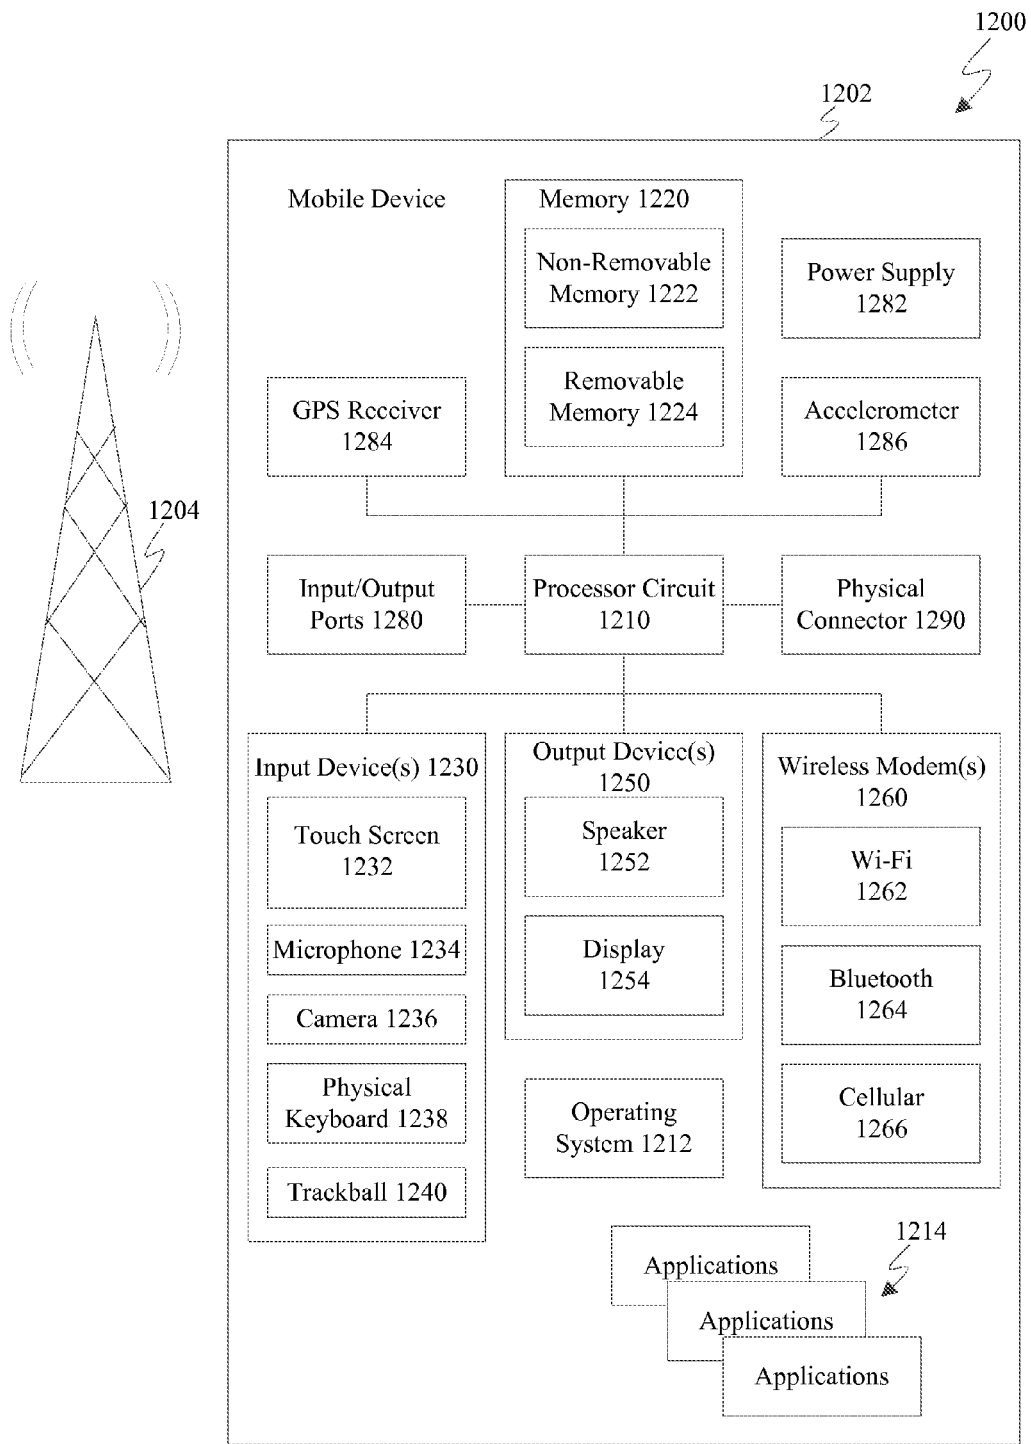 1200
1202
Mobile Device
Memory 1220
Non-Removable
Memory 1222
Removable
Memory 1224
Power Supply
1282
GPS Receiver
1284
Accelerometer
1286
1204
Input/Output
Ports 1280
Processor Circuit
1210
Physical
Connector 1290
Input Device(s) 1230
Touch Screen
1232
Microphone 1234
Camera 1236
Physical
Keyboard 1238
Trackball 1240
Output Device(s)
1250
Speaker
1252
Display
1254
Operating
System 1212
Wireless Modem(s)
1260
Wi-Fi
1262
Bluetooth
1264
Cellular
1266
1214
Applications
Applications
Applications